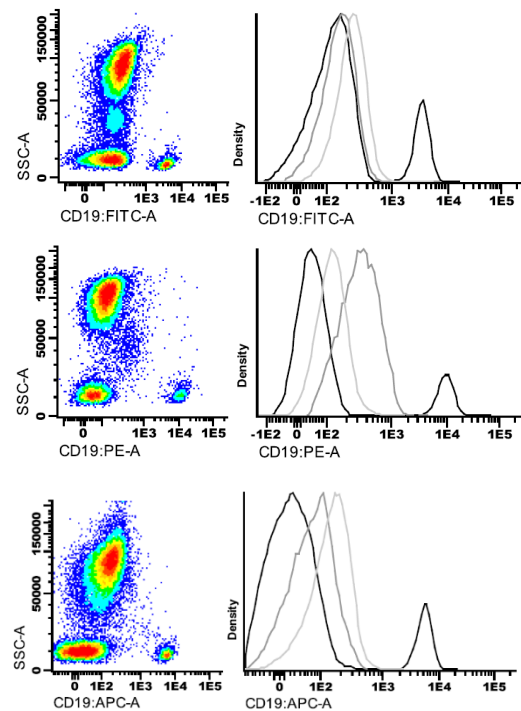 SSC-A
150000
50000
0
0 1E3 1E4 1E5
CD19:FITC-A
Density
-1E2 0 1E2 1E3 1E4 1E5
CD19:FITC-A
SSC-A
150000
50000
0
0 1E3 1E4 1E5
CD19:PE-A
Density
-1E2 0 1E2 1E3 1E4 1E5
CD19:PE-A
SSC-A
150000
50000
0
0 1E2 1E3 1E4 1E5
CD19:APC-A
Density
0 1E2 1E3 1E4 1E5
CD19:APC-A